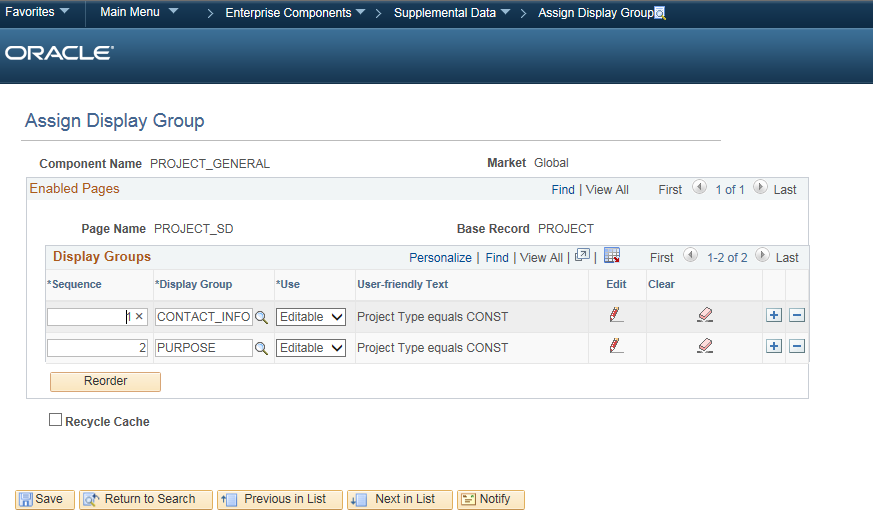 Favorites Main Menu > Enterprise Components > Supplemental Data > Assign Display Group
ORACLE
Assign Display Group
Component Name PROJECT_GENERAL Market Global
Enabled Pages Find | View All First 1 of 1 Last
Page Name PROJECT_SD Base Record PROJECT
Display Groups Personalize | Find | View All | | First 1-2 of 2 Last
*Sequence *Display Group *Use User-friendly Text Edit Clear
1 × CONTACT_INFO Editable Project Type equals CONST + −
2 PURPOSE Editable Project Type equals CONST + −
Reorder
Recycle Cache
Save Return to Search Previous in List Next in List Notify